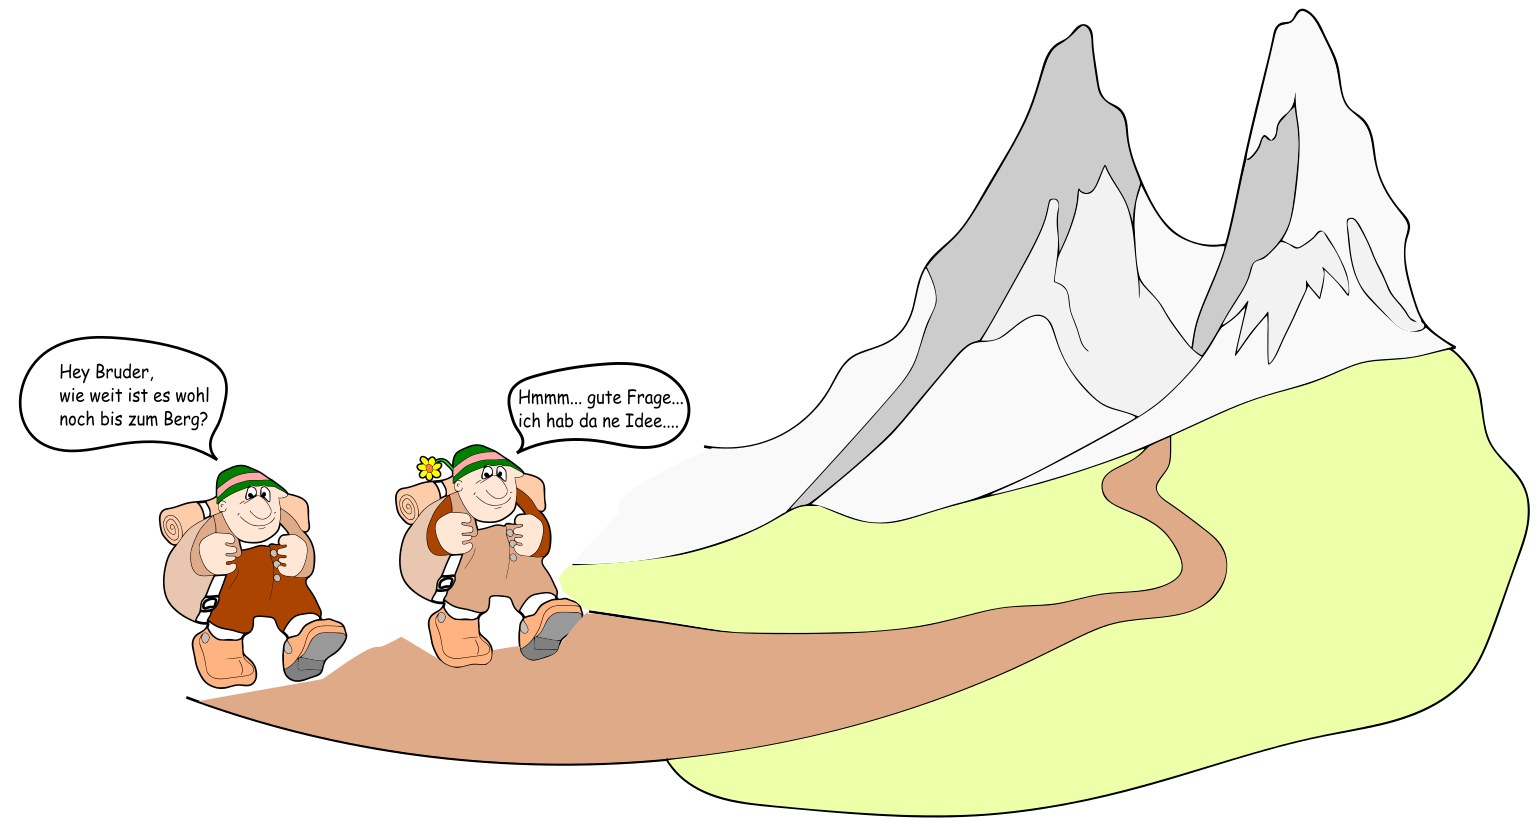 Hey Bruder,
wie weit ist es wohl
noch bis zum Berg?
Hmmm... gute Frage...
ich hab da ne Idee....